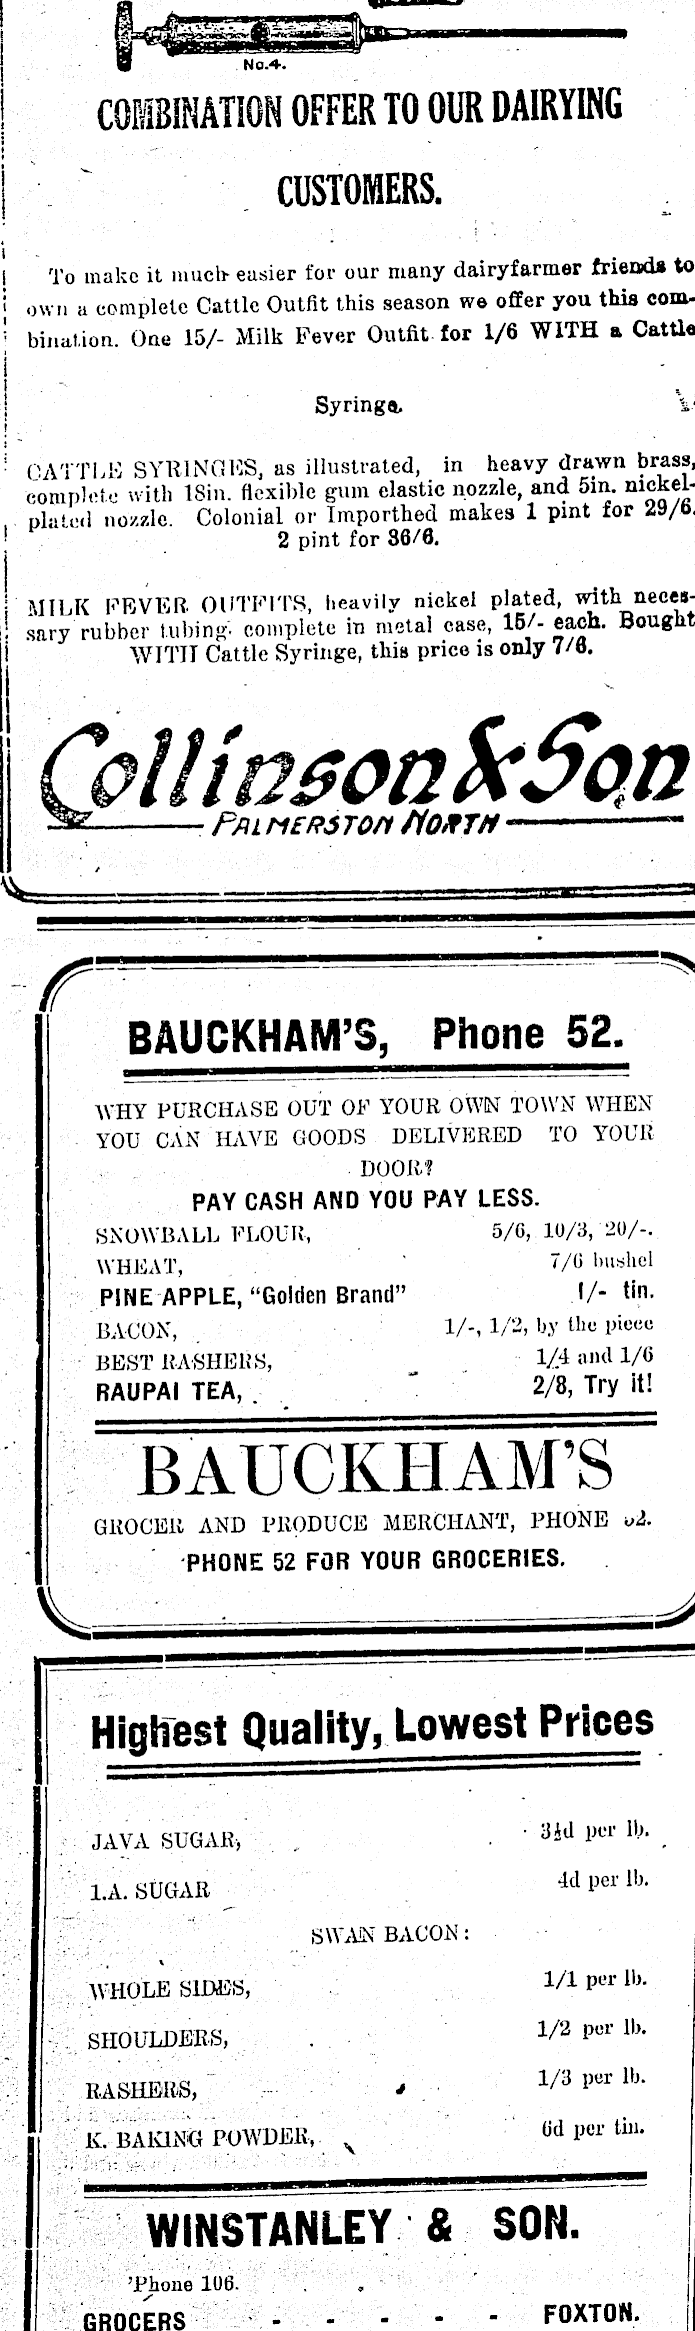 No.4.
COMBINATION OFFER TO OUR DAIRYING
CUSTOMERS.
To make it much easier for our many dairyfarmer friends to
own a complete Cattle Outfit this season we offer you this com-
bination. One 15/- Milk Fever Outfit for 1/6 WITH a Cattle
Syringe.
CATTLE SYRINGES, as illustrated, in heavy drawn brass,
complete with 18in. flexible gum elastic nozzle, and 5in. nickel-
plated nozzle. Colonial or Importhed makes 1 pint for 29/6.
2 pint for 36/6.
MILK FEVER OUTFITS, heavily nickel plated, with neces-
sary rubber tubing. complete in metal case, 15/- each. Bought
WITH Cattle Syringe, this price is only 7/6.
Collinson & Son
PALMERSTON NORTH
BAUCKHAM'S, Phone 52.
WHY PURCHASE OUT OF YOUR OWN TOWN WHEN
YOU CAN HAVE GOODS DELIVERED TO YOUR
DOOR?
PAY CASH AND YOU PAY LESS.
SNOWBALL FLOUR, 5/6, 10/3, 20/-.
WHEAT, 7/6 bushel
PINE APPLE, "Golden Brand" 1/- tin.
BACON, 1/-, 1/2, by the piece
BEST RASHERS, 1/4 and 1/6
RAUPAI TEA, 2/8, Try it!
BAUCKHAM'S
GROCER AND PRODUCE MERCHANT, PHONE 52.
PHONE 52 FOR YOUR GROCERIES.
Highest Quality, Lowest Prices
JAVA SUGAR, 3½d per lb.
1.A. SUGAR 4d per lb.
SWAN BACON:
WHOLE SIDES, 1/1 per lb.
SHOULDERS, 1/2 per lb.
RASHERS, 1/3 per lb.
K. BAKING POWDER, 6d per tin.
WINSTANLEY & SON.
'Phone 106.
GROCERS - - - - - FOXTON.